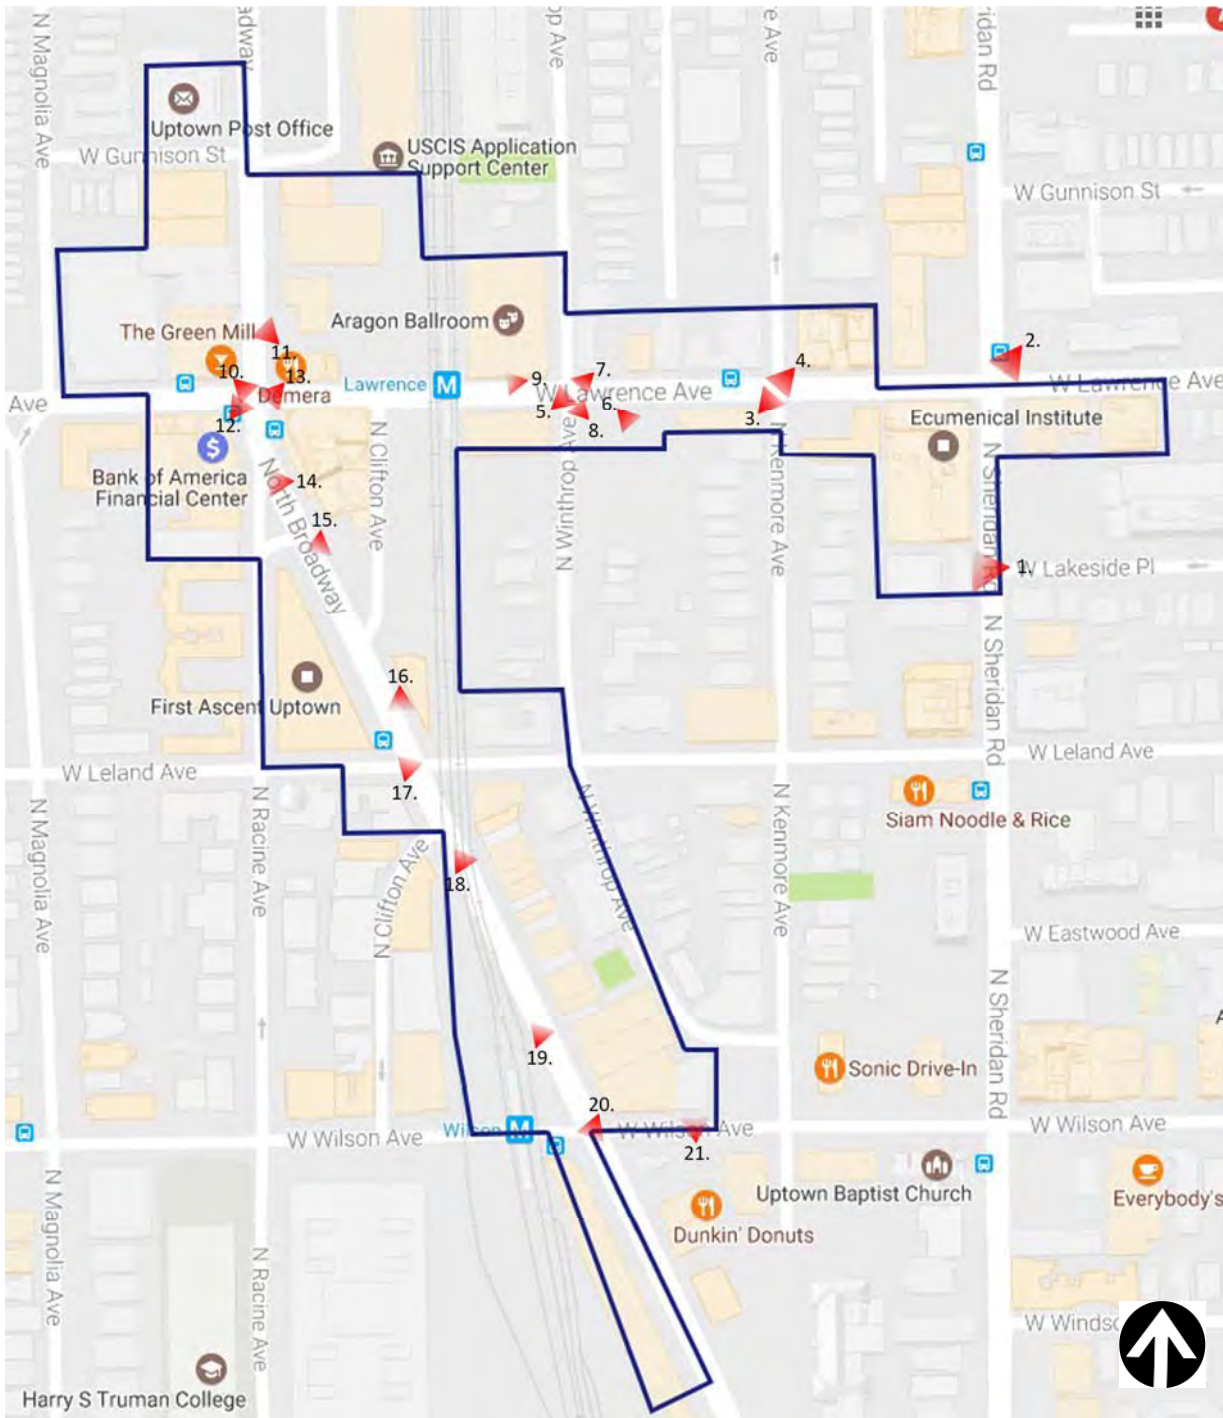 N Magnolia Ave
adway
op Ave
e Ave
idan Rd
Uptown Post Office
W Gunnison St
USCIS Application
Support Center
W Gunnison St
The Green Mill
Aragon Ballroom
11.
10.
13.
Demera
12.
Lawrence
M
9.
7.
5.
6.
8.
W Lawrence Ave
4.
3.
2.
W Lawrence Ave
Ave
Ecumenical Institute
$
Bank of America
Financial Center
14.
15.
North Broadway
N Clifton Ave
N Winthrop Ave
N Kenmore Ave
N Sheridan Rd
1.
W Lakeside Pl
16.
First Ascent Uptown
N Sheridan Rd
W Leland Ave
W Leland Ave
17.
N Magnolia Ave
N Racine Ave
N Clifton Ave
18.
N Winthrop Ave
N Kenmore Ave
Siam Noodle & Rice
W Eastwood Ave
N Sheridan Rd
A
19.
Sonic Drive-In
20.
W Wilson Ave
Wilson
M
W Wilson Ave
21.
W Wilson Ave
Uptown Baptist Church
Everybody's
Dunkin' Donuts
N Magnolia Ave
N Racine Ave
W Windso
Harry S Truman College